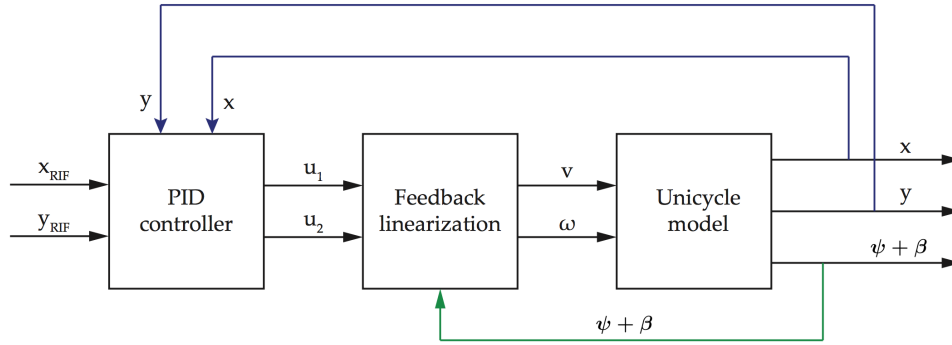 y
x
x_RIF
y_RIF
PID
controller
u_1
u_2
Feedback
linearization
v
ω
Unicycle
model
x
y
ψ + β
ψ + β